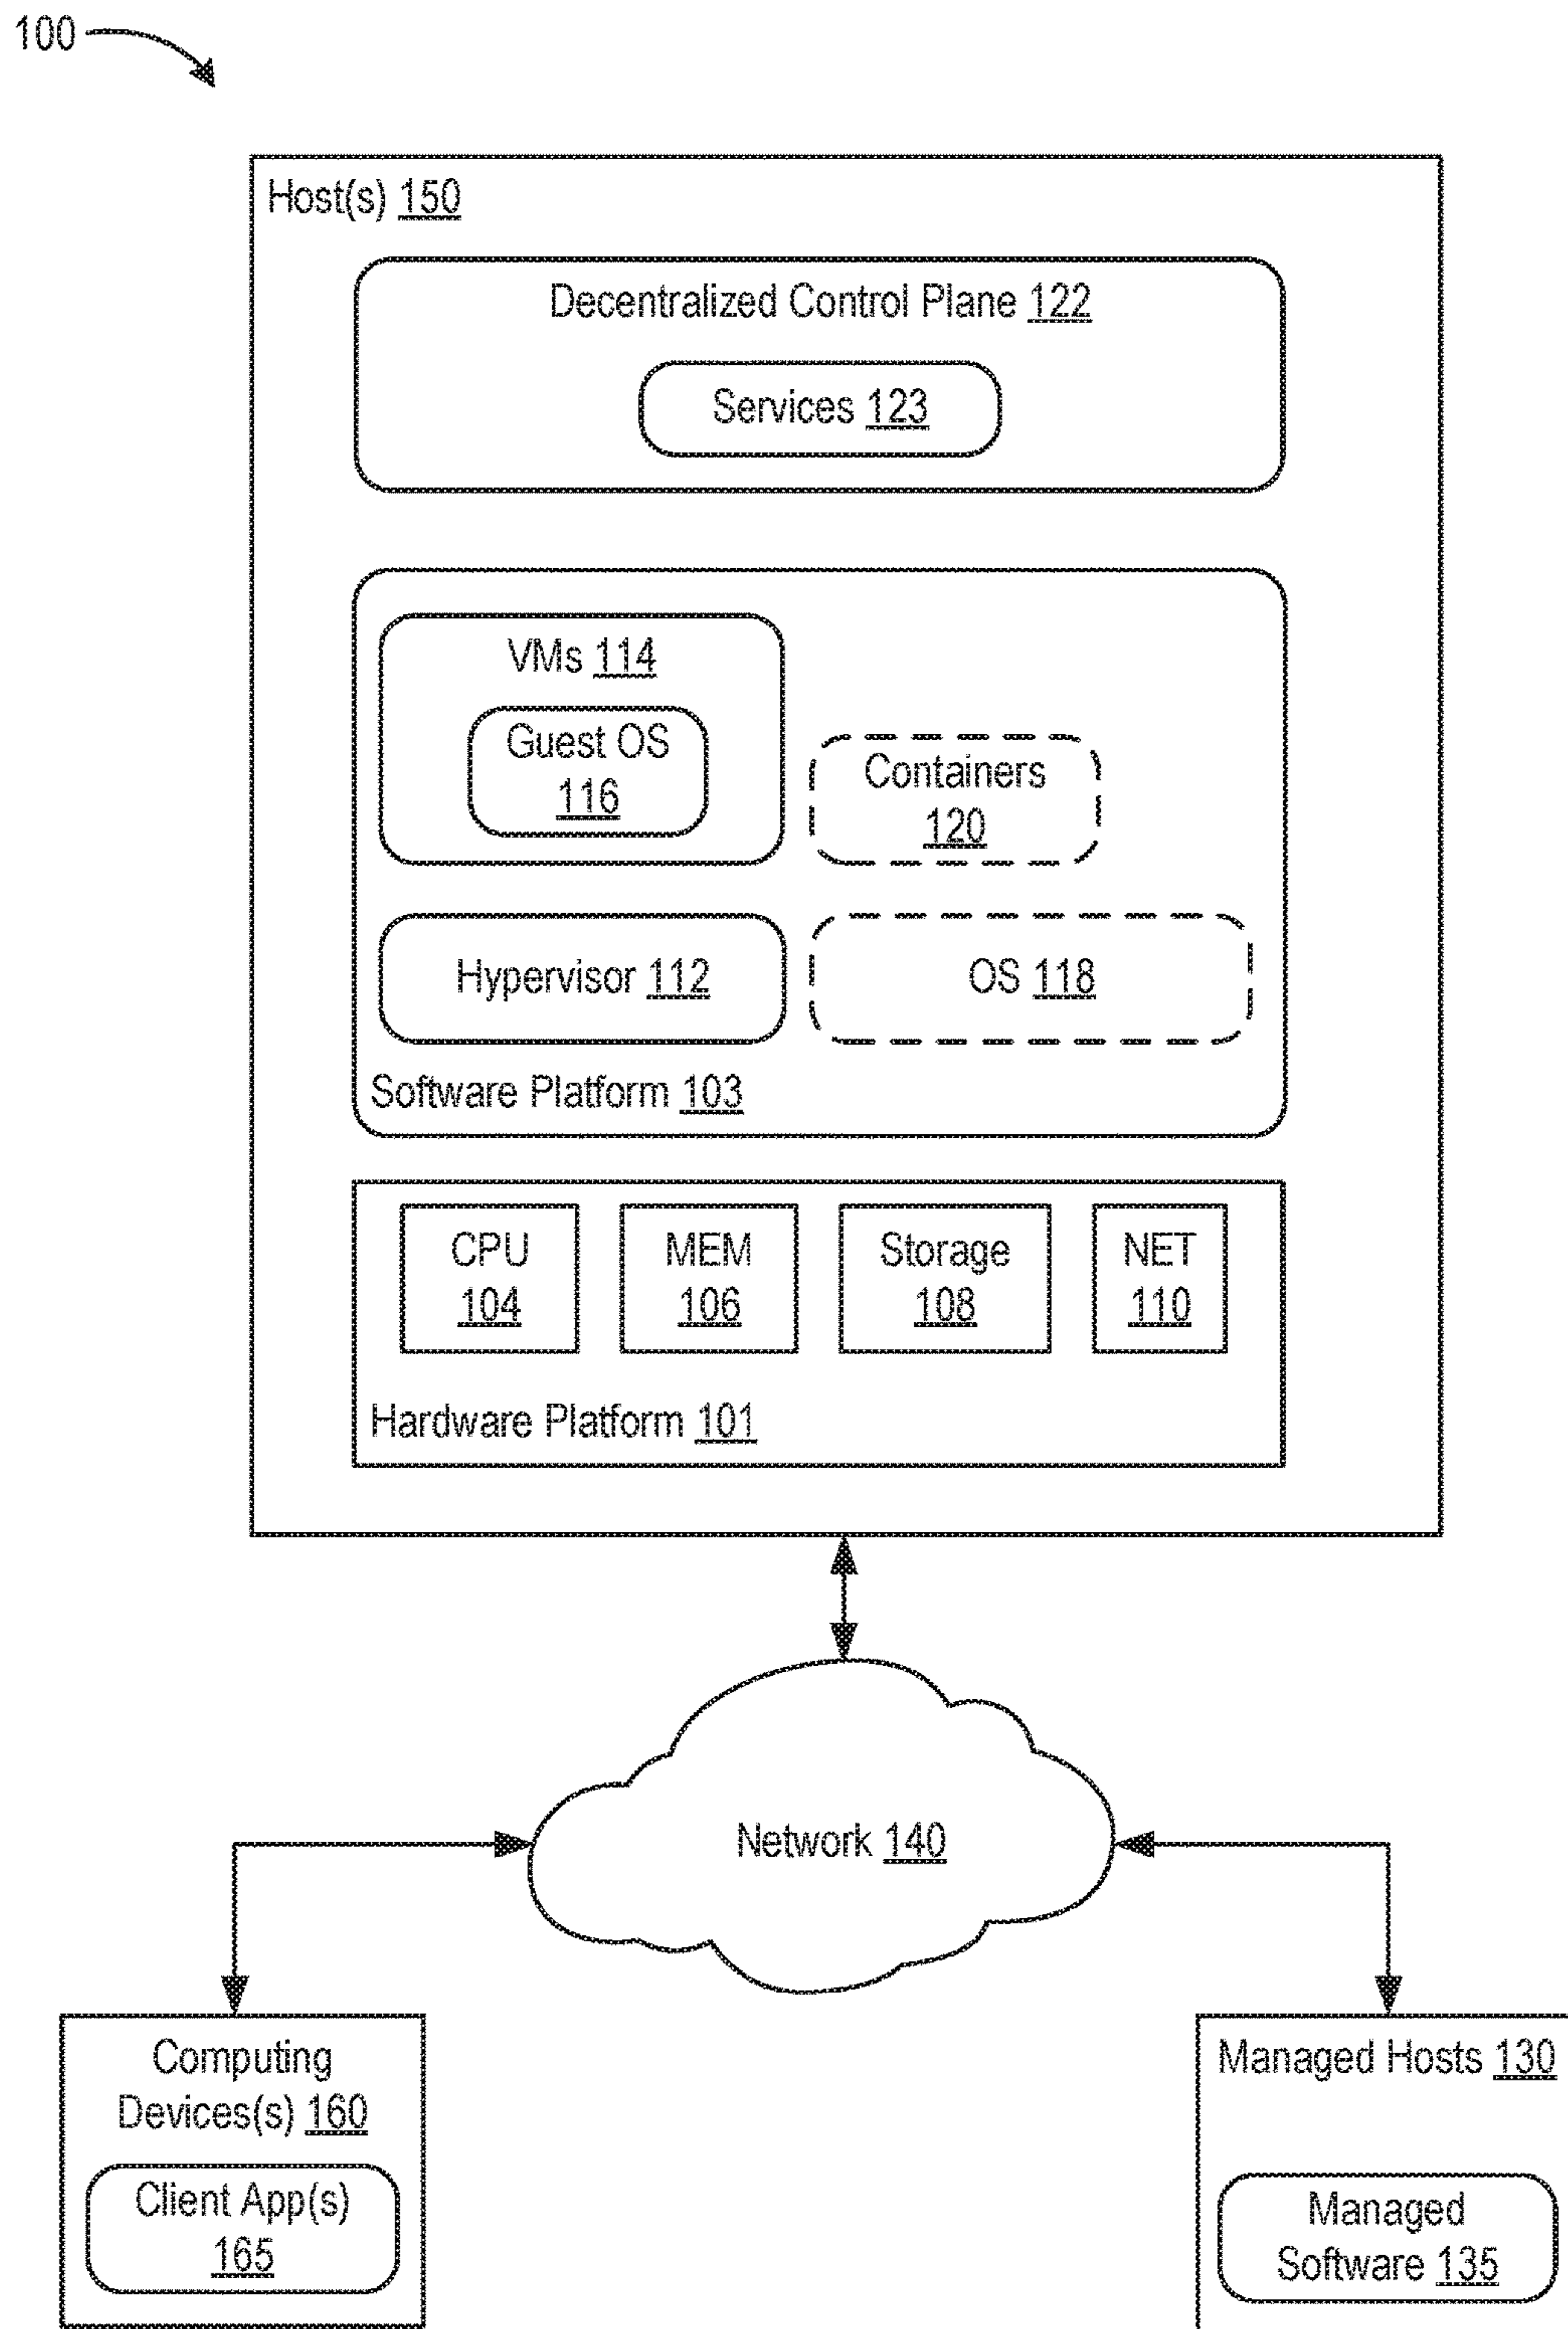 100
Host(s) 150
Decentralized Control Plane 122
Services 123
VMs 114
Guest OS
116
Containers
120
Hypervisor 112
OS 118
Software Platform 103
CPU
104
MEM
106
Storage
108
NET
110
Hardware Platform 101
Network 140
Computing
Devices(s) 160
Client App(s)
165
Managed Hosts 130
Managed
Software 135